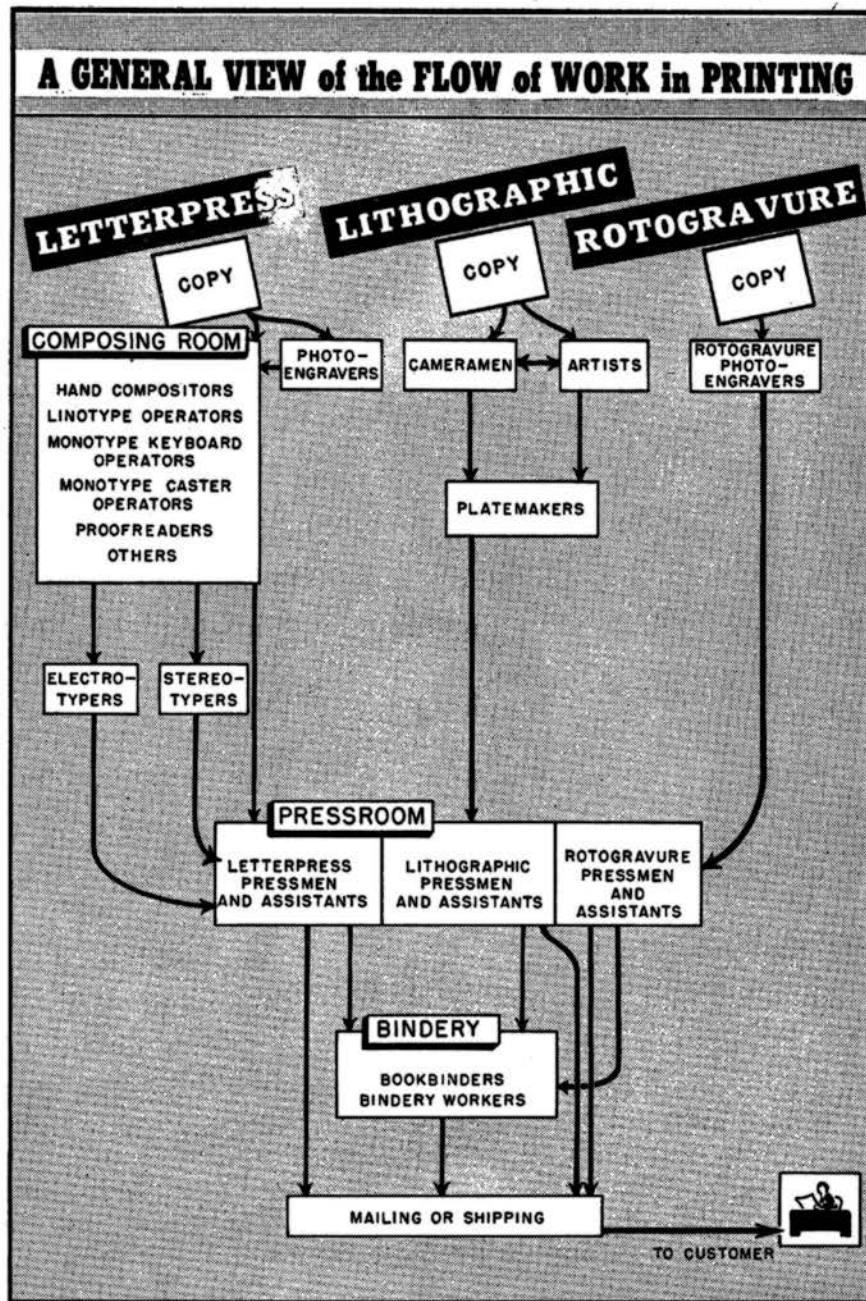 A GENERAL VIEW of the FLOW of WORK in PRINTING
LETTERPRESS
COPY
COMPOSING ROOM
HAND COMPOSITORS
LINOTYPE OPERATORS
MONOTYPE KEYBOARD
OPERATORS
MONOTYPE CASTER
OPERATORS
PROOFREADERS
OTHERS
PHOTO-
ENGRAVERS
ELECTRO-
TYPERS
STEREO-
TYPERS
LITHOGRAPHIC
COPY
CAMERAMEN
ARTISTS
PLATEMAKERS
ROTOGRAVURE
COPY
ROTOGRAVURE
PHOTO-
ENGRAVERS
PRESSROOM
LETTERPRESS
PRESSMEN
AND ASSISTANTS
LITHOGRAPHIC
PRESSMEN
AND ASSISTANTS
ROTOGRAVURE
PRESSMEN
AND
ASSISTANTS
BINDERY
BOOKBINDERS
BINDERY WORKERS
MAILING OR SHIPPING
TO CUSTOMER